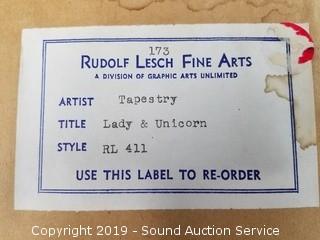 173
RUDOLF LESCH FINE ARTS
A DIVISION OF GRAPHIC ARTS UNLIMITED
ARTIST Tapestry
TITLE Lady & Unicorn
STYLE RL 411
USE THIS LABEL TO RE-ORDER
Copyright 2019 - Sound Auction Service